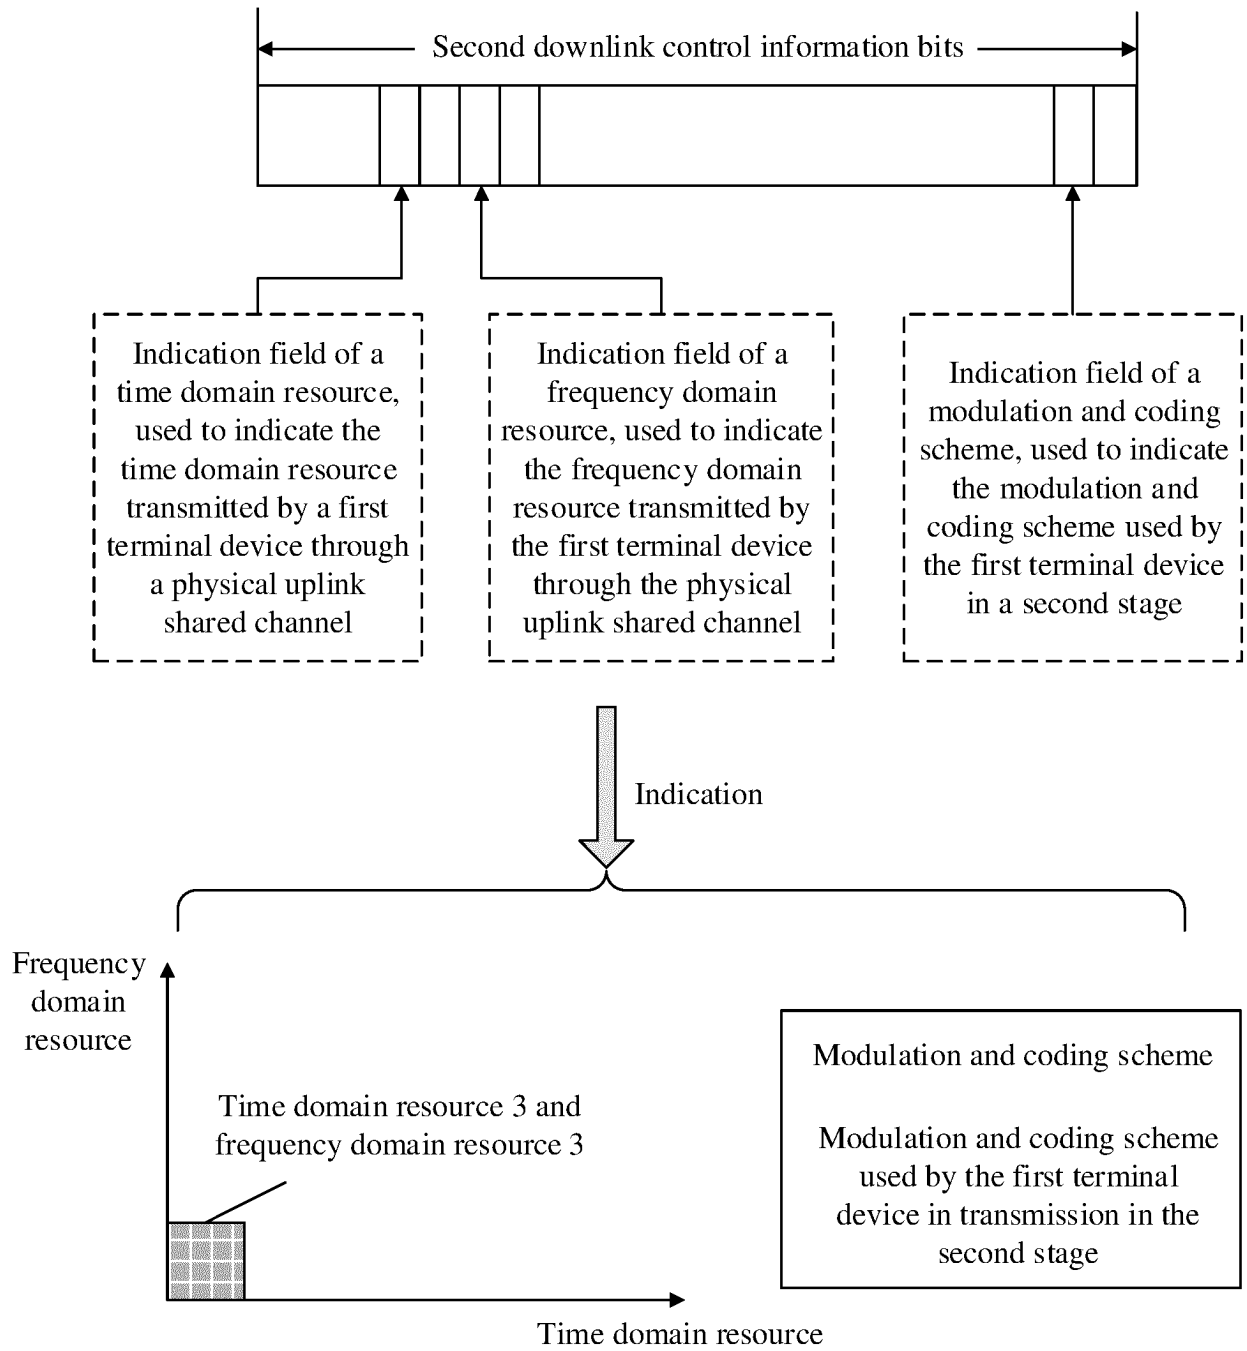 Second downlink control information bits
Indication field of a
time domain resource,
used to indicate the
time domain resource
transmitted by a first
terminal device through
a physical uplink
shared channel
Indication field of a
frequency domain
resource, used to indicate
the frequency domain
resource transmitted by
the first terminal device
through the physical
uplink shared channel
Indication field of a
modulation and coding
scheme, used to indicate
the modulation and
coding scheme used by
the first terminal device
in a second stage
Indication
Frequency
domain
resource
Time domain resource 3 and
frequency domain resource 3
Time domain resource
Modulation and coding scheme
Modulation and coding scheme
used by the first terminal
device in transmission in the
second stage